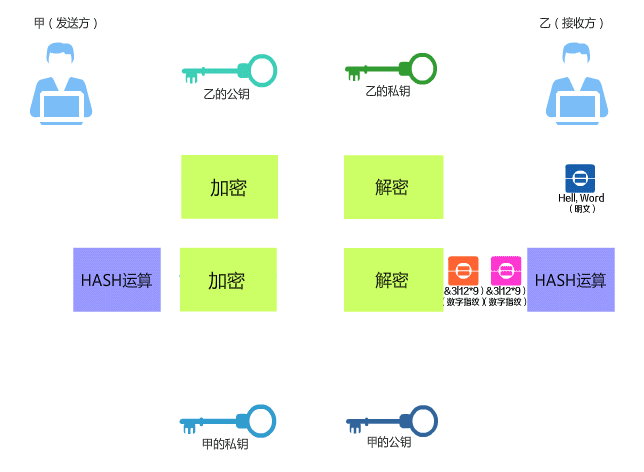 甲（发送方）
乙（接收方）
乙的公钥
乙的私钥
加密
解密
Hell, Word
（明文）
HASH运算
加密
解密
&3l12*9）
（数字指纹）
&3l12*9）
（数字指纹）
HASH运算
甲的私钥
甲的公钥